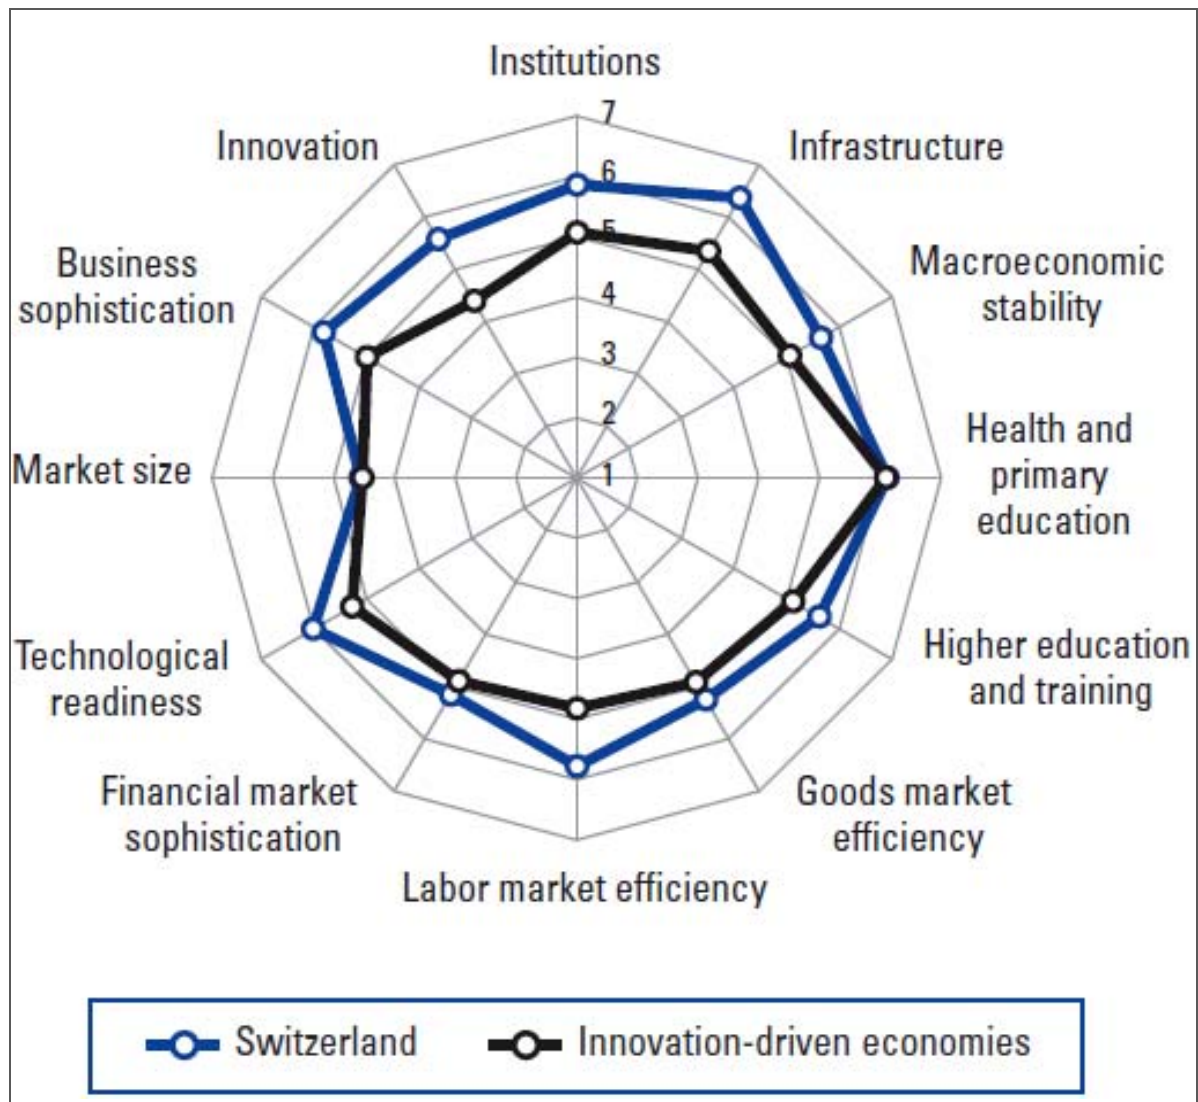 Institutions
7
Innovation
Infrastructure
6
5
Business
sophistication
Macroeconomic
stability
4
3
2
Market size
1
Health and
primary
education
Technological
readiness
Higher education
and training
Financial market
sophistication
Goods market
efficiency
Labor market efficiency
Switzerland
Innovation-driven economies